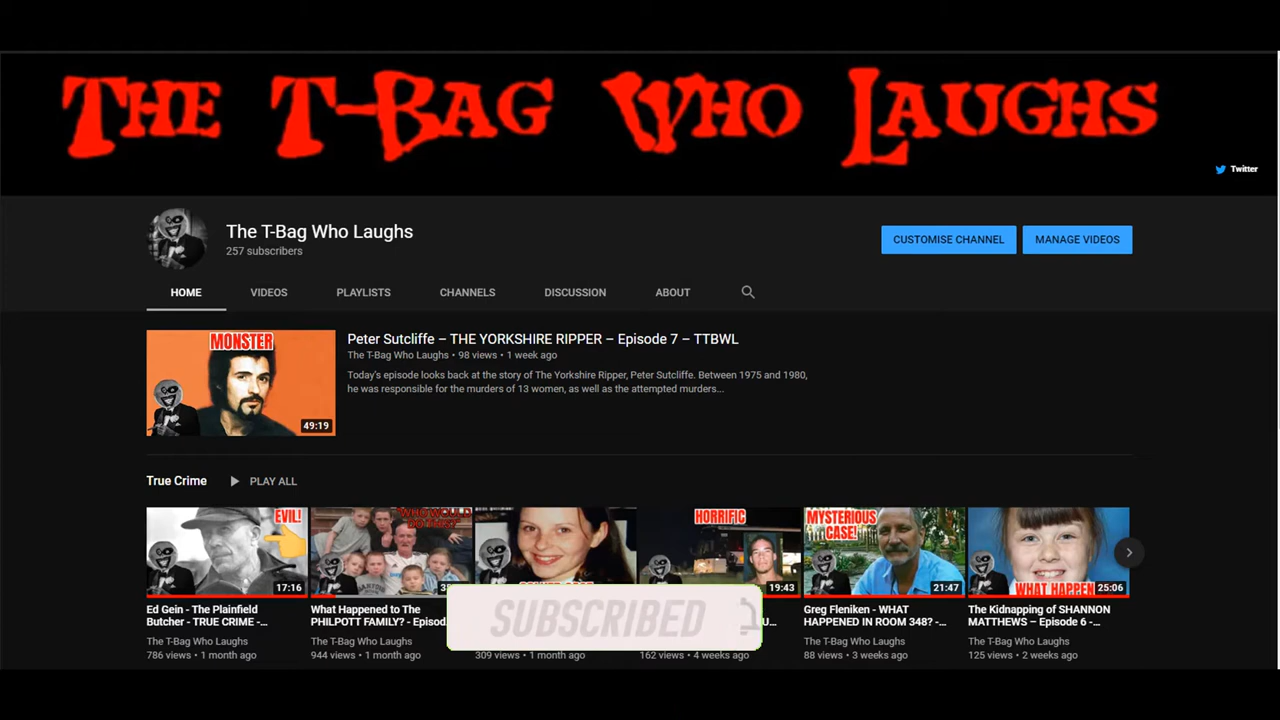 THE T-BAG WHO LAUGHS
Twitter
The T-Bag Who Laughs
257 subscribers
CUSTOMISE CHANNEL
MANAGE VIDEOS
HOME
VIDEOS
PLAYLISTS
CHANNELS
DISCUSSION
ABOUT
MONSTER
49:19
Peter Sutcliffe – THE YORKSHIRE RIPPER – Episode 7 – TTBWL
The T-Bag Who Laughs • 98 views • 1 week ago
Today's episode looks back at the story of The Yorkshire Ripper, Peter Sutcliffe. Between 1975 and 1980,
he was responsible for the murders of 13 women, as well as the attempted murders...
True Crime
PLAY ALL
EVIL!
17:16
Ed Gein - The Plainfield
Butcher - TRUE CRIME -...
The T-Bag Who Laughs
786 views • 1 month ago
WHO WOULD
DO THAT?
What Happened to The
PHILPOTT FAMILY? - Episod
The T-Bag Who Laughs
944 views • 1 month ago
309 views • 1 month ago
HORRIFIC
19:43
162 views • 4 weeks ago
MYSTERIOUS
CASE!
21:47
Greg Fleniken - WHAT
HAPPENED IN ROOM 348? -...
The T-Bag Who Laughs
88 views • 3 weeks ago
WHAT HAPPEN
25:06
The Kidnapping of SHANNON
MATTHEWS – Episode 6 -...
The T-Bag Who Laughs
125 views • 2 weeks ago
SUBSCRIBED